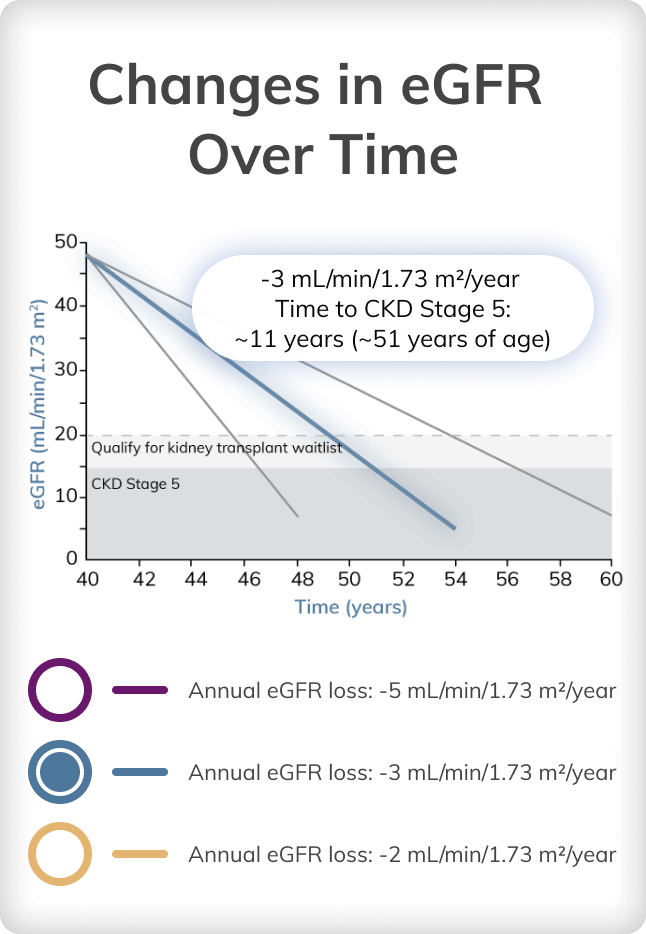 Changes in eGFR
Over Time
50
40
30
20
10
0
eGFR (mL/min/1.73 m²)
-3 mL/min/1.73 m²/year
Time to CKD Stage 5:
~11 years (~51 years of age)
Qualify for kidney transplant waitlist
CKD Stage 5
40 42 44 46 48 50 52 54 56 58 60
Time (years)
Annual eGFR loss: -5 mL/min/1.73 m²/year
Annual eGFR loss: -3 mL/min/1.73 m²/year
Annual eGFR loss: -2 mL/min/1.73 m²/year